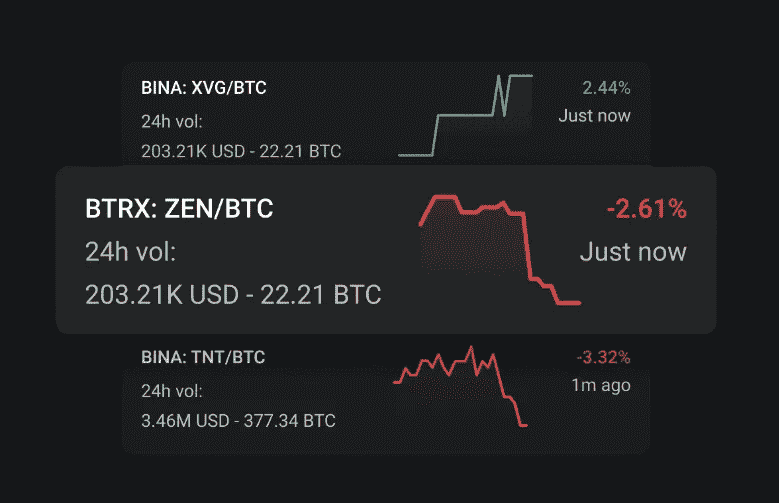 BINA: XVG/BTC
2.44%
24h vol:
Just now
203.21K USD - 22.21 BTC
BTRX: ZEN/BTC
-2.61%
24h vol:
Just now
203.21K USD - 22.21 BTC
BINA: TNT/BTC
-3.32%
24h vol:
1m ago
3.46M USD - 377.34 BTC